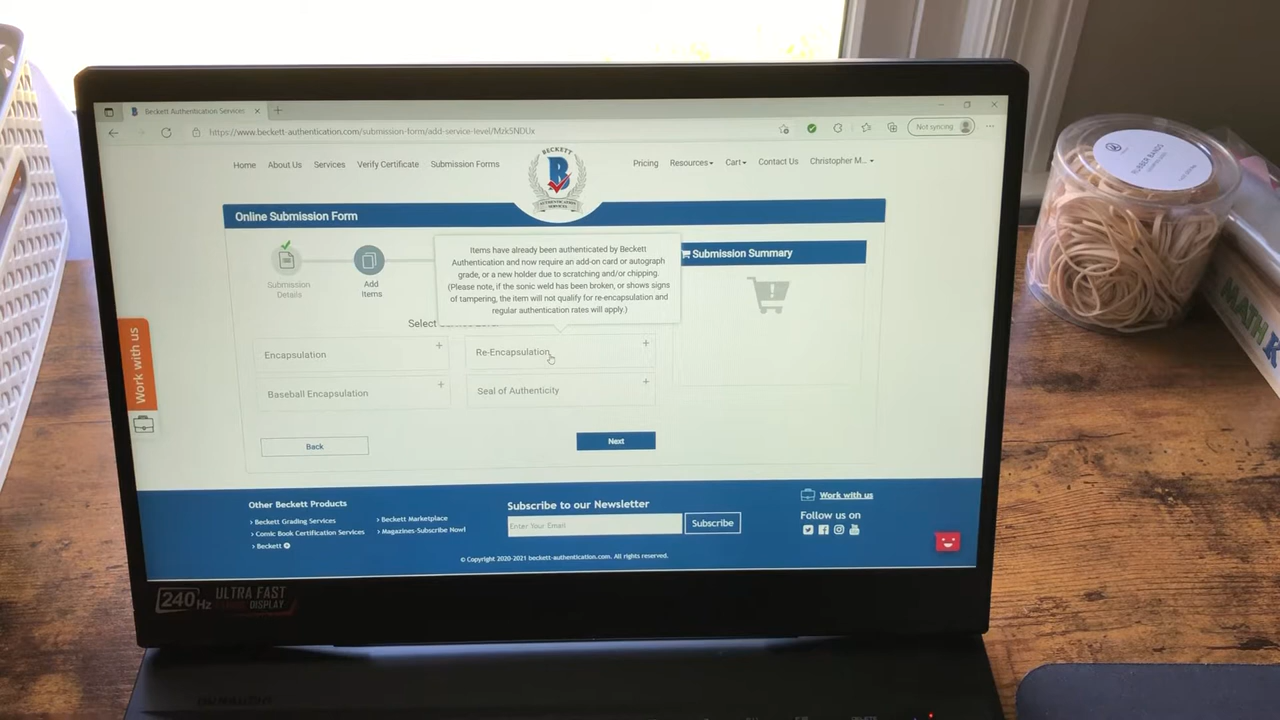 Beckett Authentication Services
https://www.beckett-authentication.com/submission-form/add-service-level/Mzk5NDUx
Not syncing
Home About Us Services Verify Certificate Submission Forms
BECKETT
B
AUTHENTICATION
SERVICES
Pricing Resources Cart Contact Us Christopher M...
Online Submission Form
Submission
Details
Add
Items
Items have already been authenticated by Beckett
Authentication and now require an add-on card or autograph
grade, or a new holder due to scratching and/or chipping.
(Please note, if the sonic weld has been broken, or shows signs
of tampering, the item will not qualify for re-encapsulation and
regular authentication rates will apply.)
Submission Summary
Select
Encapsulation +
Re-Encapsulation +
Baseball Encapsulation +
Seal of Authenticity +
Back
Next
Work with us
Other Beckett Products
> Beckett Grading Services
> Comic Book Certification Services
> Beckett
> Beckett Marketplace
> Magazines-Subscribe Now!
Subscribe to our Newsletter
Enter Your Email
Subscribe
Work with us
Follow us on
© Copyright 2020-2021 beckett-authentication.com. All rights reserved.
240Hz ULTRA FAST
DISPLAY
RUBBER BANDS
MATH